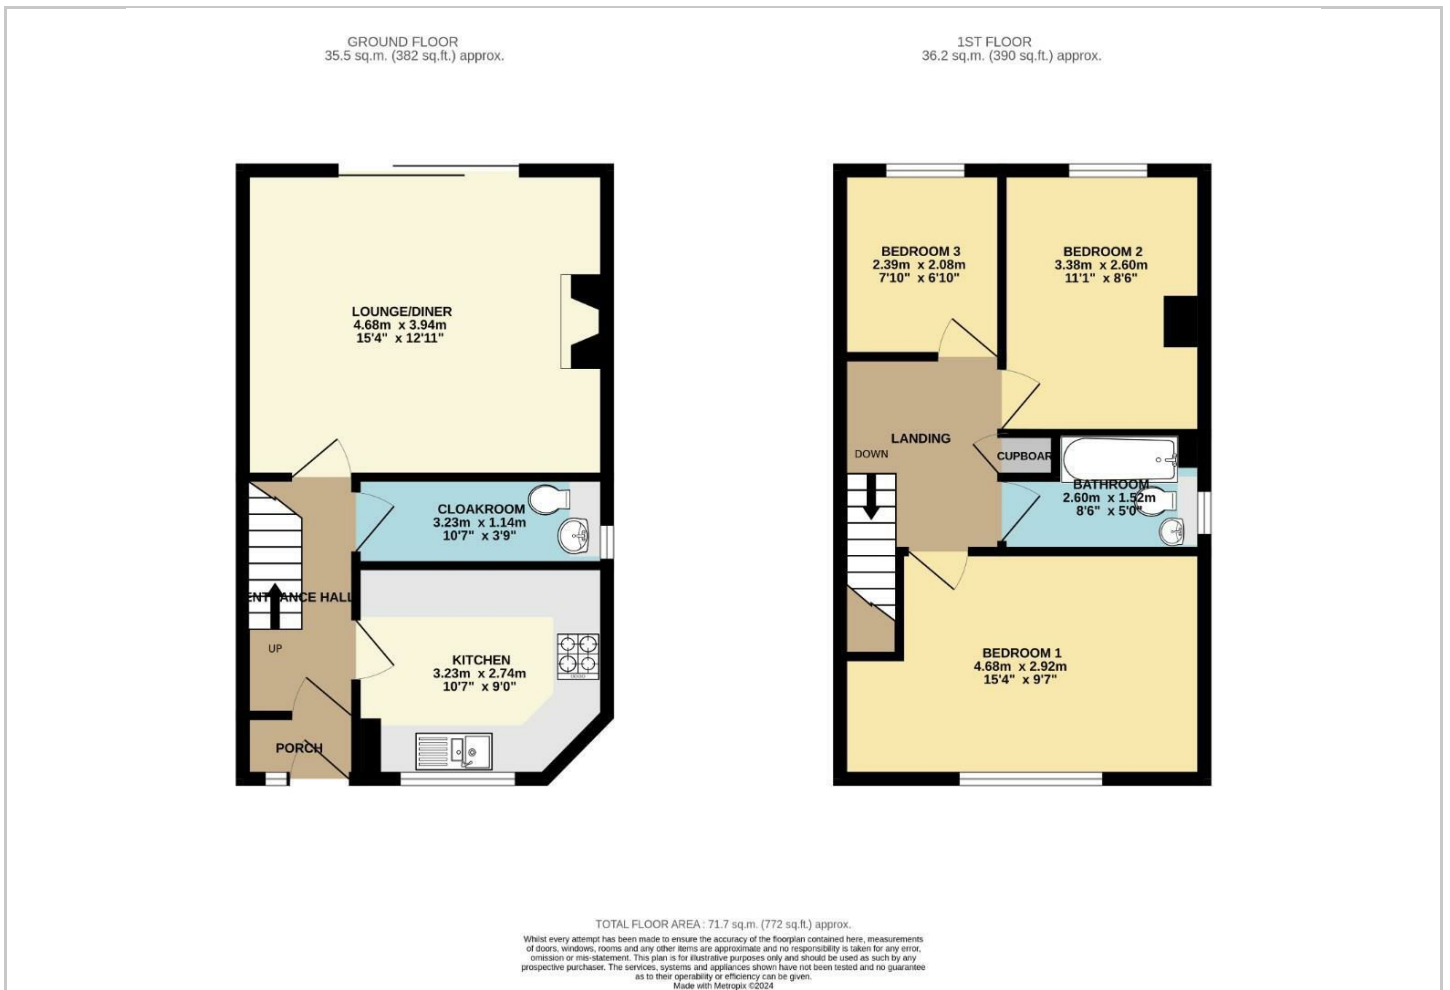 GROUND FLOOR
35.5 sq.m. (382 sq.ft.) approx.
1ST FLOOR
36.2 sq.m. (390 sq.ft.) approx.
LOUNGE/DINER
4.68m x 3.94m
15'4" x 12'11"
CLOAKROOM
3.23m x 1.14m
10'7" x 3'9"
ENTRANCE HALL
UP
KITCHEN
3.23m x 2.74m
10'7" x 9'0"
PORCH
BEDROOM 3
2.39m x 2.08m
7'10" x 6'10"
BEDROOM 2
3.38m x 2.60m
11'1" x 8'6"
LANDING
DOWN
CUPBOAR
BATHROOM
2.60m x 1.52m
8'6" x 5'0"
BEDROOM 1
4.68m x 2.92m
15'4" x 9'7"
TOTAL FLOOR AREA : 71.7 sq.m. (772 sq.ft.) approx.
Whilst every attempt has been made to ensure the accuracy of the floorplan contained here, measurements
of doors, windows, rooms and any other items are approximate and no responsibility is taken for any error,
omission or mis-statement. This plan is for illustrative purposes only and should be used as such by any
prospective purchaser. The services, systems and appliances shown have not been tested and no guarantee
as to their operability or efficiency can be given.
Made with Metropix ©2024